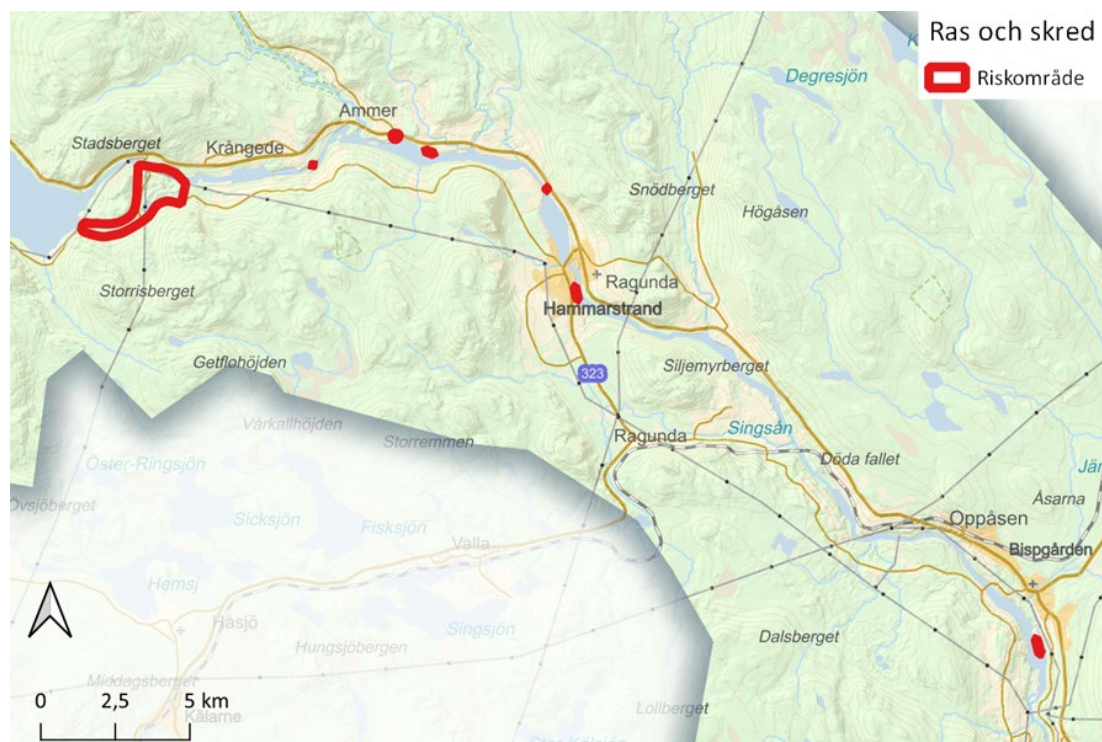 Ras och skred
Riskområde
Degresjön
Ammer
Stadsberget
Krångede
Snödberget
Högåsen
Storrisberget
Ragunda
Hammarstrand
Getflohöjden
323
Siljemyrberget
Värkallhöjden
Storremmen
Ragunda
Singsån
Öster-Ringsjön
Döda fallet
Jär
Övsjöberget
Åsarna
Sicksjön
Fisksjön
Oppåsen
Valla
Bispgården
Hemsj
Håsjö
Singsjön
Dalsberget
Hungsjöbergen
Middagsberget
Lollberget
Kälarne
0 2,5 5 km